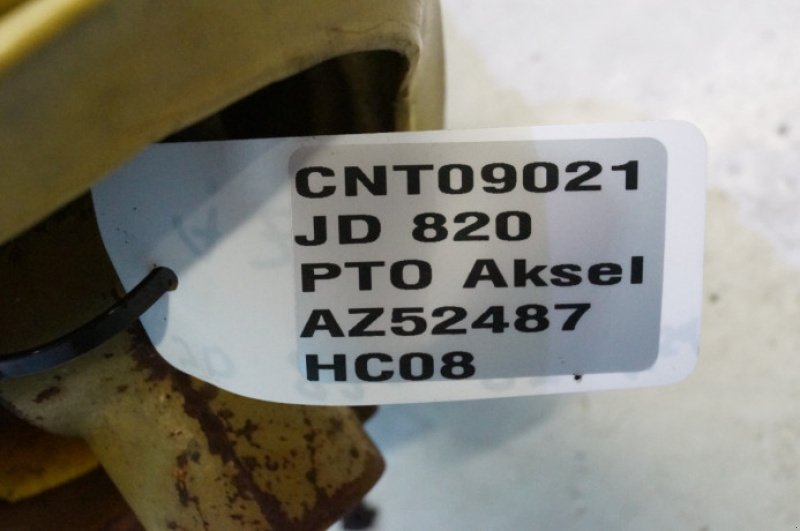 CNT09021
JD 820
PTO Aksel
AZ52487
HC08